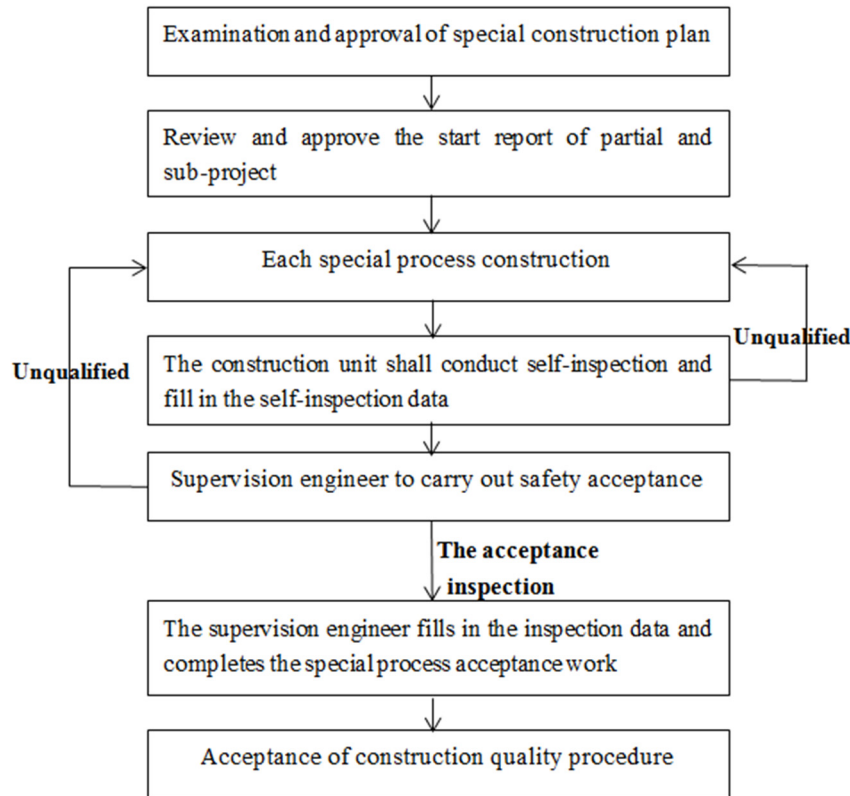 Examination and approval of special construction plan
Review and approve the start report of partial and
sub-project
Each special process construction
Unqualified
Unqualified
The construction unit shall conduct self-inspection and
fill in the self-inspection data
Supervision engineer to carry out safety acceptance
The acceptance
inspection
The supervision engineer fills in the inspection data and
completes the special process acceptance work
Acceptance of construction quality procedure